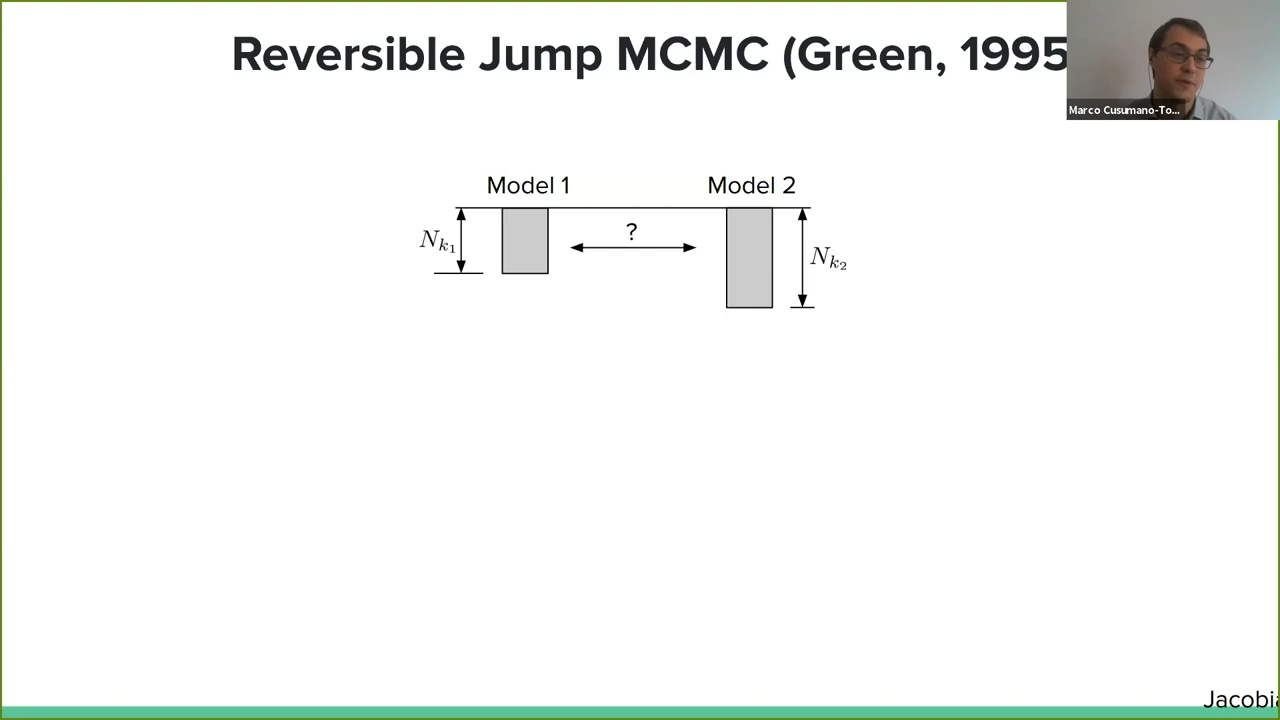 Reversible Jump MCMC (Green, 1995
Marco Cusumano-To...
Model 1 Model 2
N_{k_1} ? N_{k_2}
Jacobia